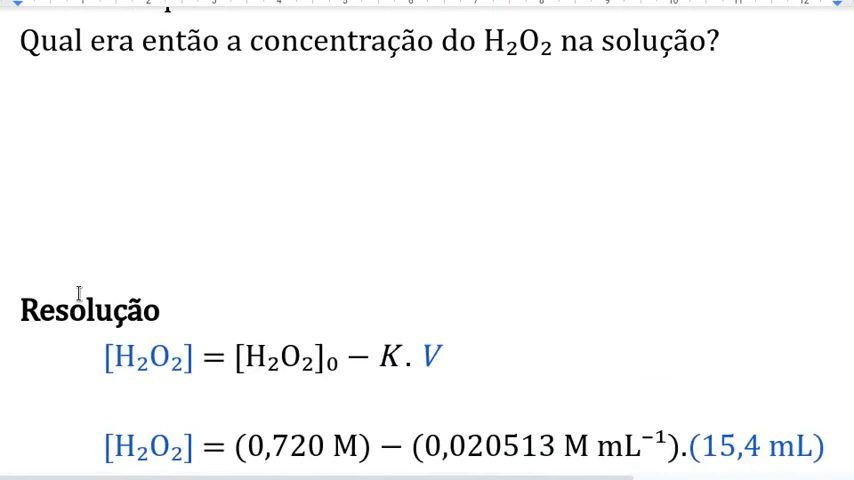 Qual era então a concentração do H₂O₂ na solução?
Resolução
[H₂O₂] = [H₂O₂]₀ − K. V
[H₂O₂] = (0,720 M) − (0,020513 M mL⁻¹).(15,4 mL)